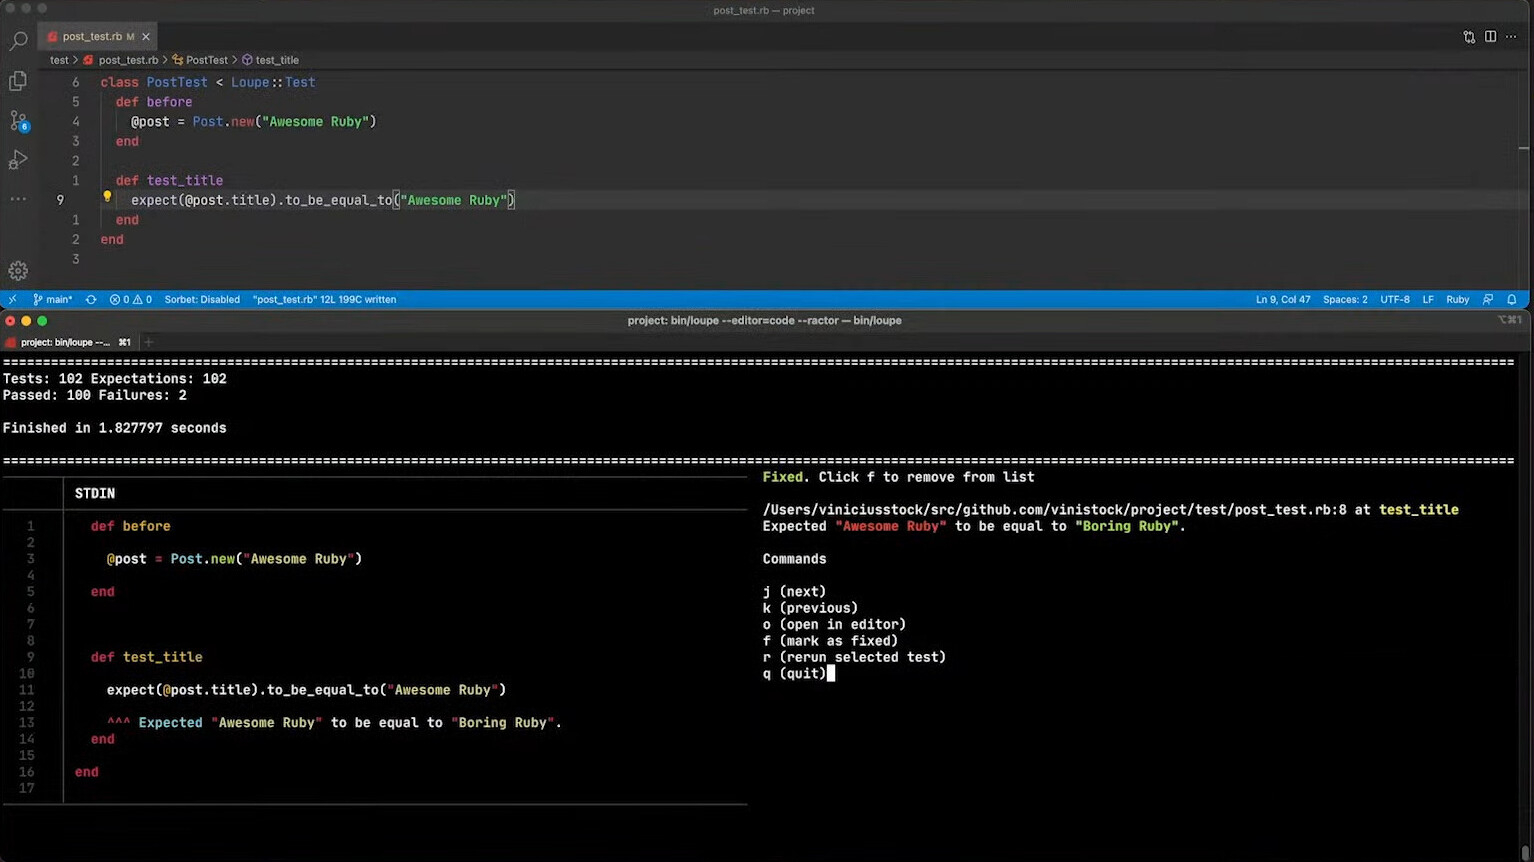 post_test.rb — project
post_test.rb M
test > post_test.rb > PostTest > test_title
6 class PostTest < Loupe::Test
5 def before
4 @post = Post.new("Awesome Ruby")
3 end
2
1 def test_title
9 expect(@post.title).to_be_equal_to("Awesome Ruby")
1 end
2 end
3
6
main* 0 0 Sorbet: Disabled "post_test.rb" 12L 199C written Ln 9, Col 47 Spaces: 2 UTF-8 LF Ruby
project: bin/loupe --editor=code --ractor — bin/loupe ⌥⌘1
project: bin/loupe --... ⌘1 +
Tests: 102 Expectations: 102
Passed: 100 Failures: 2
Finished in 1.827797 seconds
STDIN
1 def before
2
3 @post = Post.new("Awesome Ruby")
4
5 end
6
7
8
9 def test_title
10
11 expect(@post.title).to_be_equal_to("Awesome Ruby")
12
13 ^^^ Expected "Awesome Ruby" to be equal to "Boring Ruby".
14 end
15
16 end
17
Fixed. Click f to remove from list
/Users/viniciusstock/src/github.com/vinistock/project/test/post_test.rb:8 at test_title
Expected "Awesome Ruby" to be equal to "Boring Ruby".
Commands
j (next)
k (previous)
o (open in editor)
f (mark as fixed)
r (rerun selected test)
q (quit)